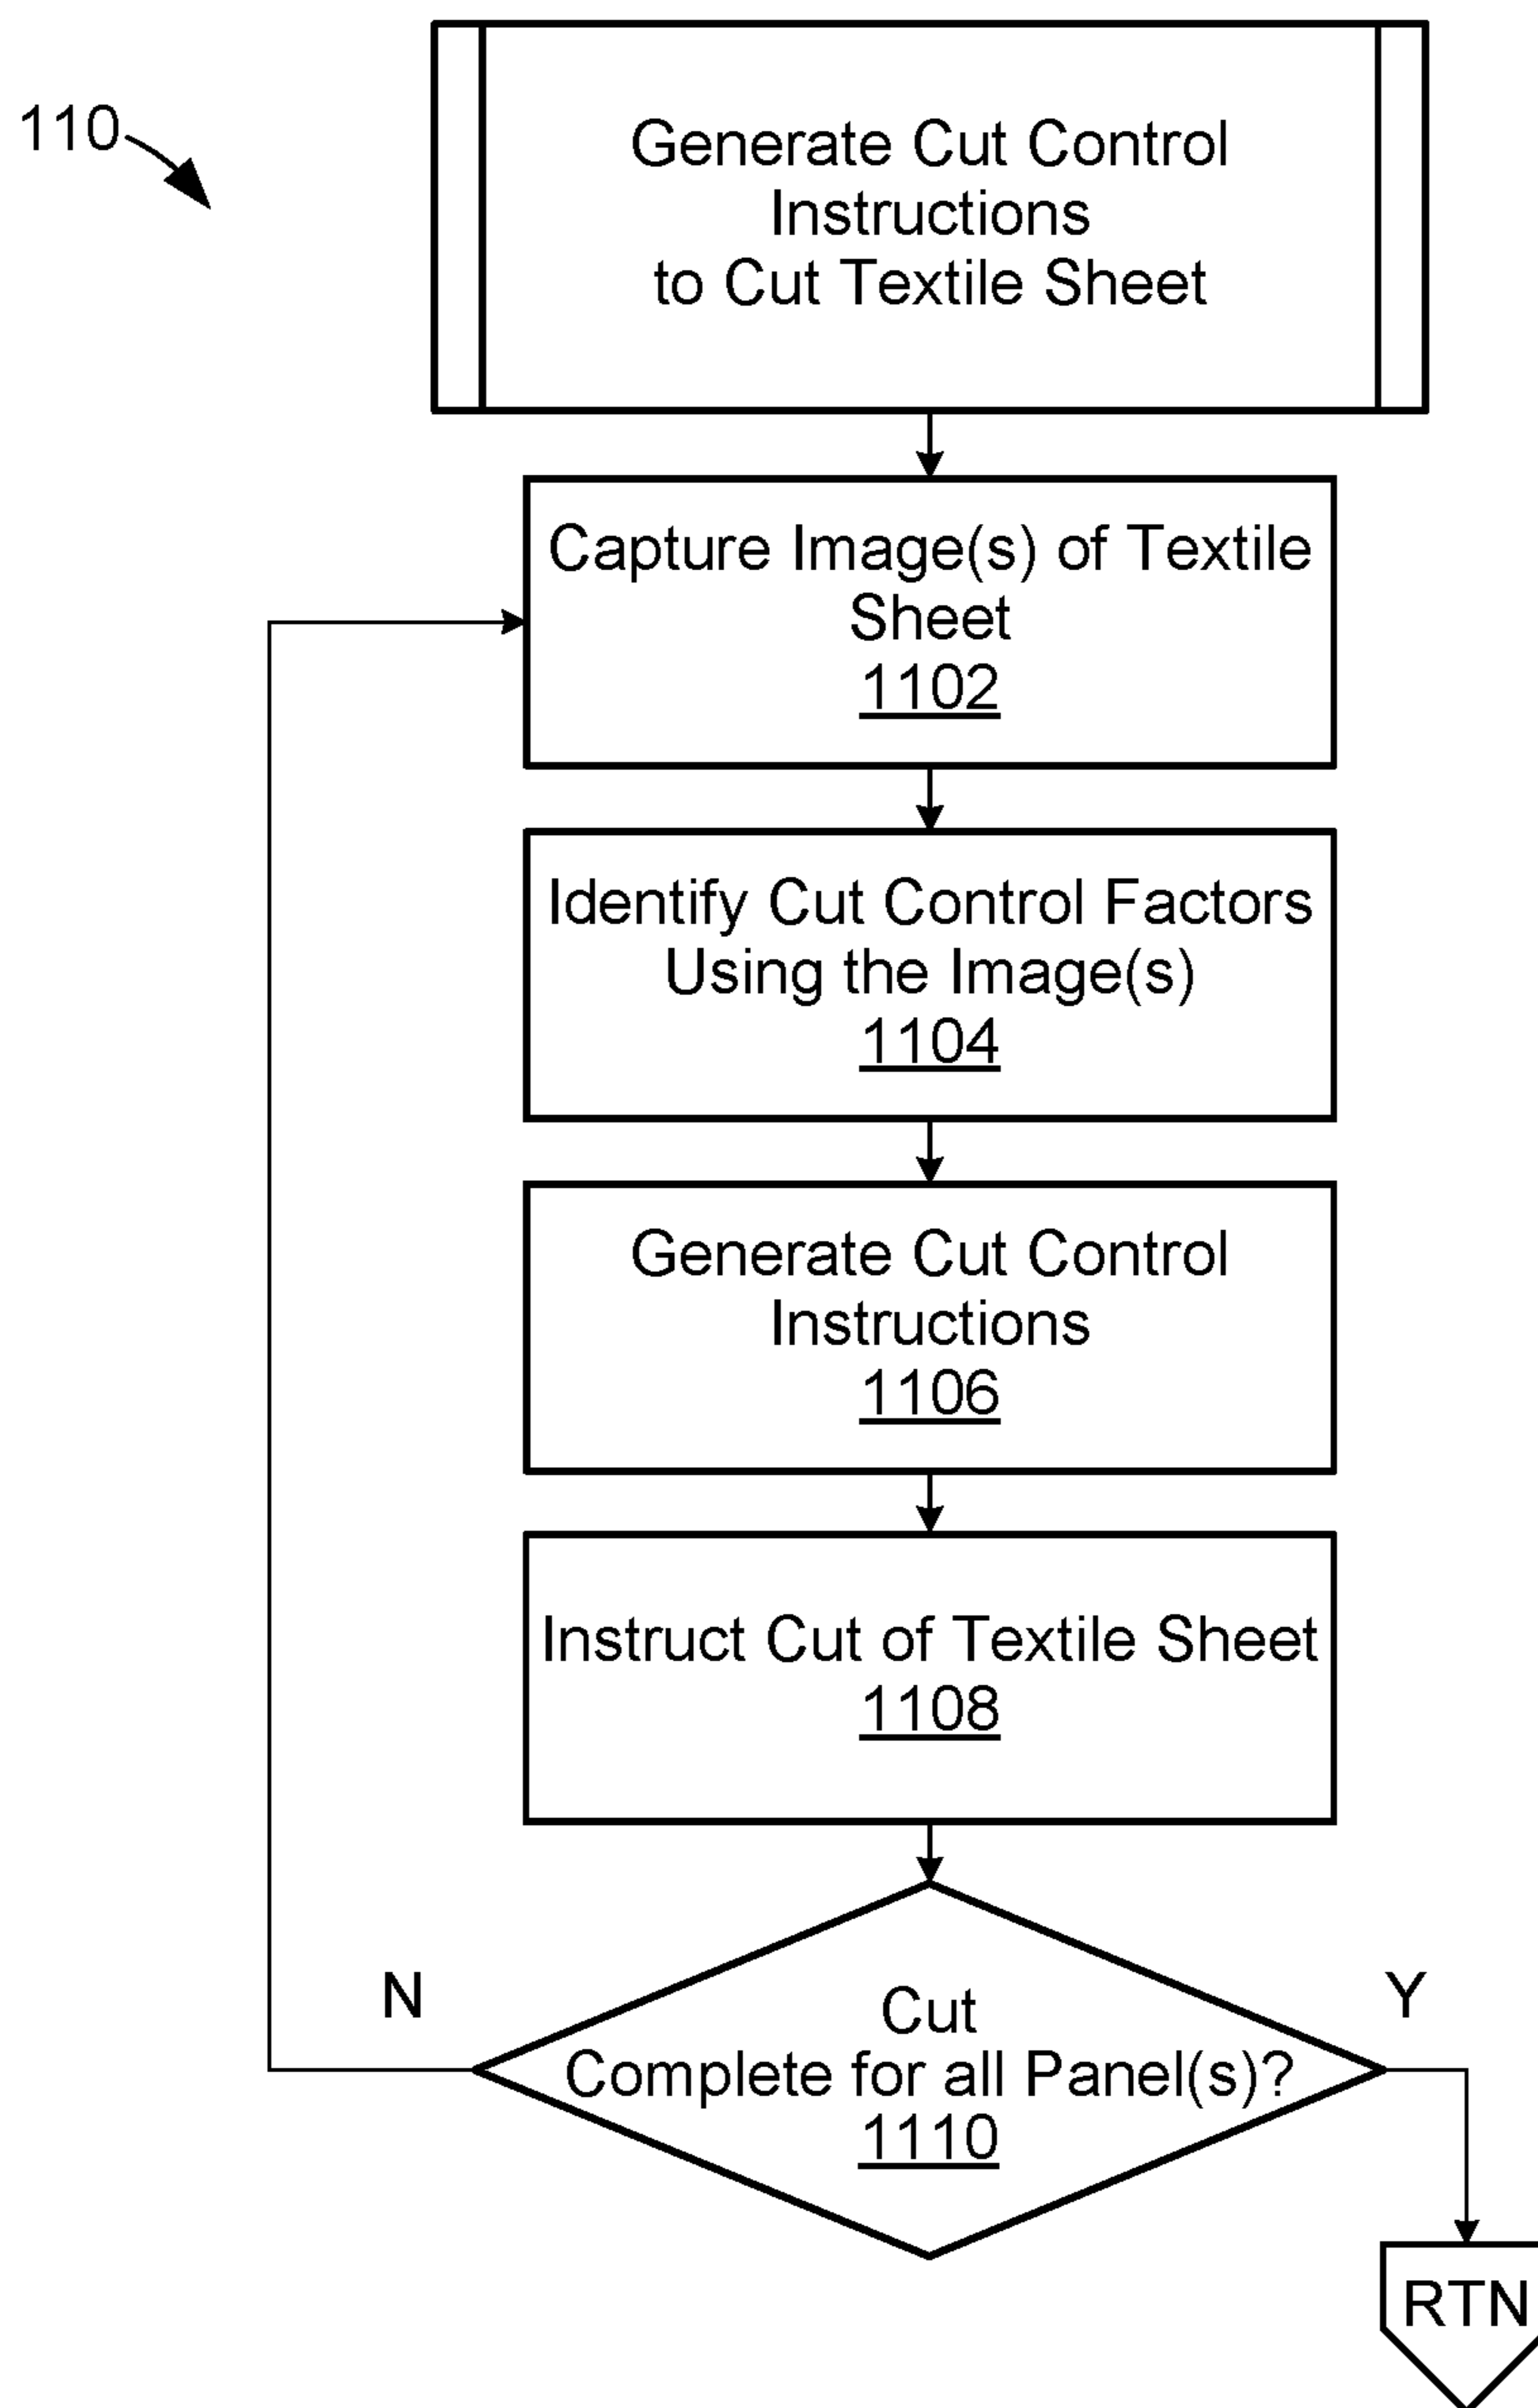 110
Generate Cut Control
Instructions
to Cut Textile Sheet
Capture Image(s) of Textile
Sheet
1102
Identify Cut Control Factors
Using the Image(s)
1104
Generate Cut Control
Instructions
1106
Instruct Cut of Textile Sheet
1108
N
Y
Cut
Complete for all Panel(s)?
1110
RTN